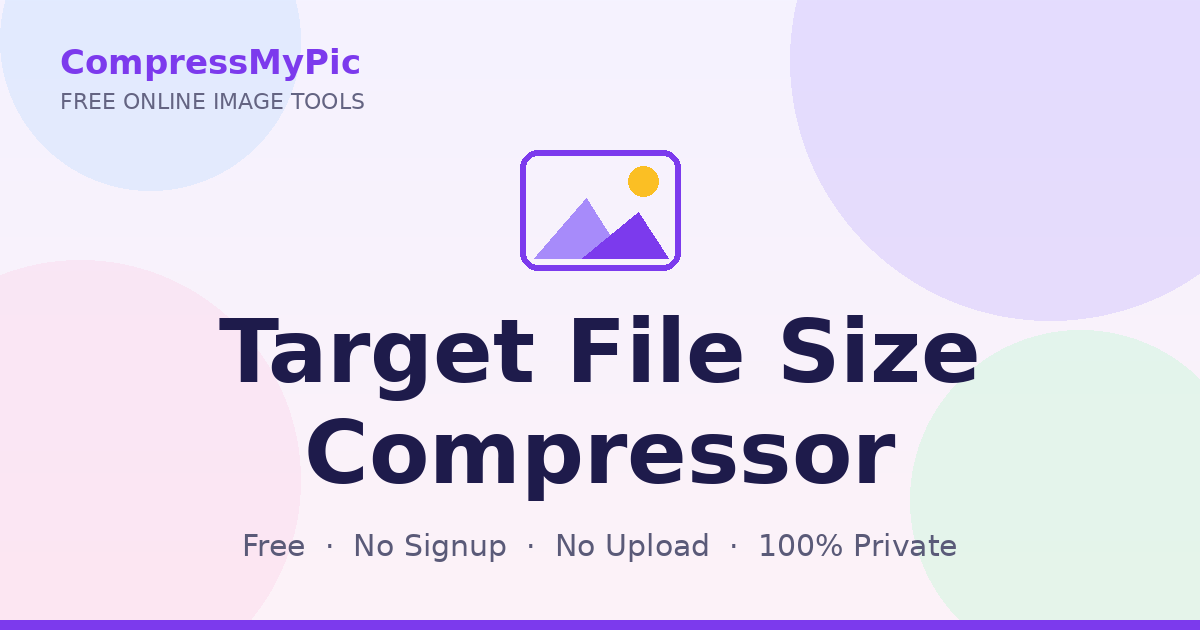 CompressMyPic
FREE ONLINE IMAGE TOOLS
Target File Size
Compressor
Free · No Signup · No Upload · 100% Private